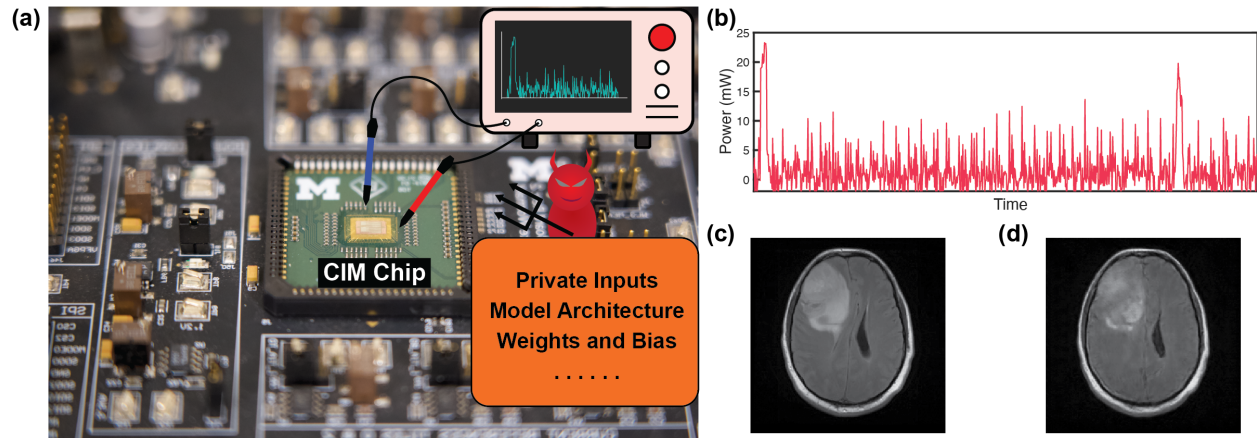 (a)
CIM Chip
Private Inputs
Model Architecture
Weights and Bias
. . . . . .
(b)
Power (mW)
25
20
15
10
5
0
Time
(c)
(d)